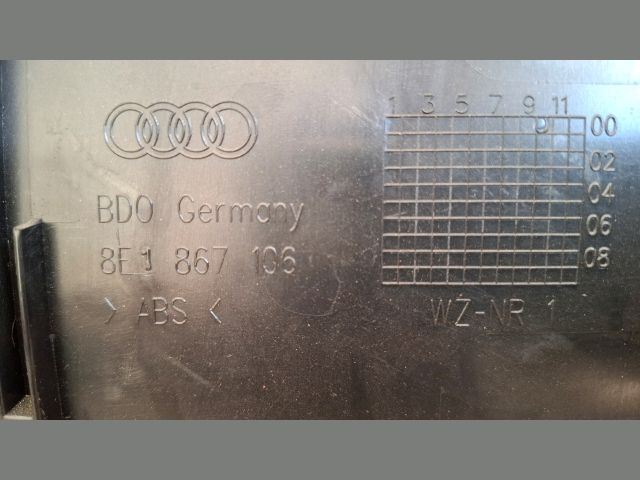 BDO Germany
8E1 867 106
> ABS <
1 3 5 7 9 11
00
02
04
06
08
WZ-NR 1